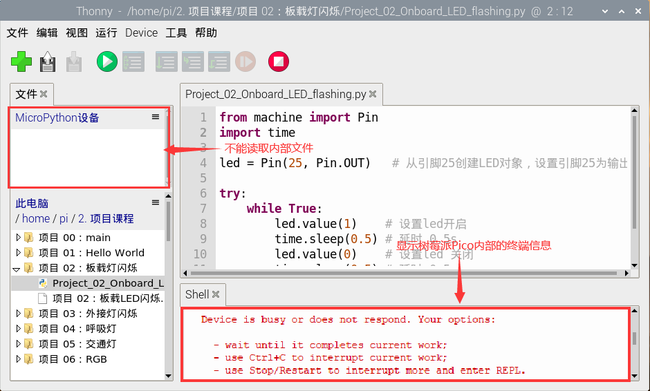 Thonny - /home/pi/2. 项目课程/项目 02：板载灯闪烁/Project_02_Onboard_LED_flashing.py @ 2 : 12
文件 编辑 视图 运行 Device 工具 帮助
文件
MicroPython设备
不能读取内部文件
此电脑
/ home / pi / 2. 项目课程
项目 00：main
项目 01：Hello World
项目 02：板载灯闪烁
Project_02_Onboard_L
项目 02：板载LED闪烁.
项目 03：外接灯闪烁
项目 04：呼吸灯
项目 05：交通灯
项目 06：RGB
Project_02_Onboard_LED_flashing.py
1 from machine import Pin
2 import time
3
4 led = Pin(25, Pin.OUT) # 从引脚25创建LED对象，设置引脚25为输出
5
6 try:
7 while True:
8 led.value(1) # 设置led开启
9 time.sleep(0.5) # 延时 0.5s
显示树莓派Pico内部的终端信息
10 led.value(0) # 设置led 关闭
Shell
Device is busy or does not respond. Your options:
- wait until it completes current work;
- use Ctrl+C to interrupt current work;
- use Stop/Restart to interrupt more and enter REPL.